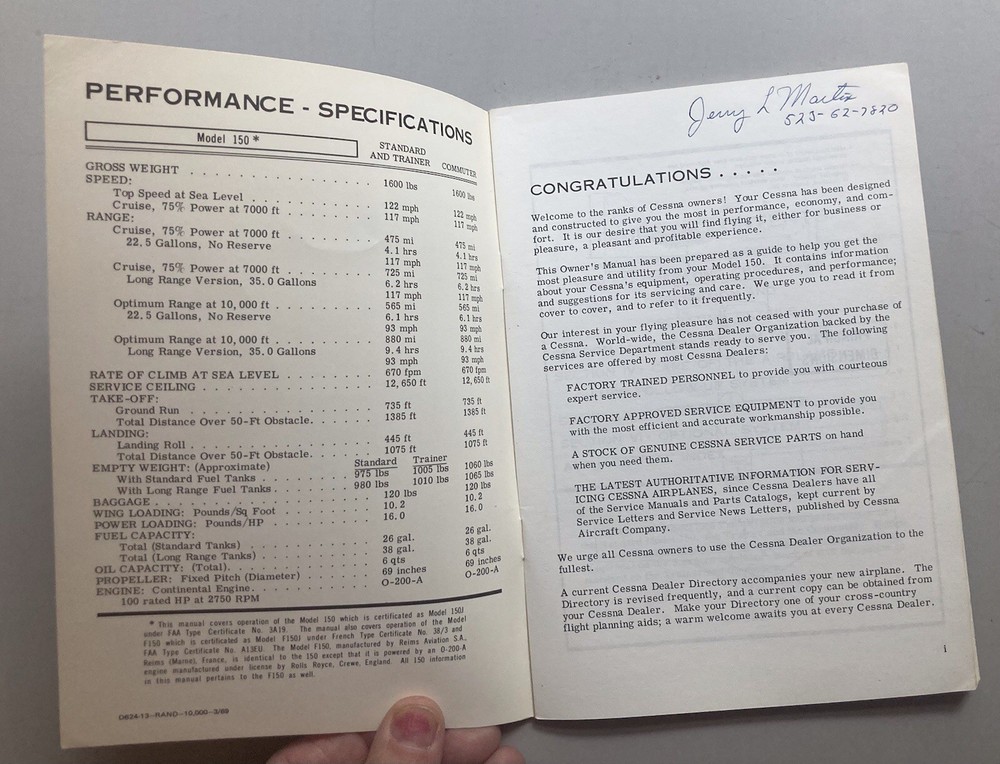 PERFORMANCE - SPECIFICATIONS
Model 150 * STANDARD AND TRAINER COMMUTER
GROSS WEIGHT . . . . . . . . . . . . . . . . 1600 lbs 1600 lbs
SPEED:
Top Speed at Sea Level . . . . . . . . . . . 122 mph 122 mph
Cruise, 75% Power at 7000 ft . . . . . . . . 117 mph 117 mph
RANGE:
Cruise, 75% Power at 7000 ft . . . . . . . . 475 mi 475 mi
22.5 Gallons, No Reserve 4.1 hrs 4.1 hrs
117 mph 117 mph
Cruise, 75% Power at 7000 ft . . . . . . . . 725 mi 725 mi
Long Range Version, 35.0 Gallons 6.2 hrs 6.2 hrs
117 mph 117 mph
Optimum Range at 10,000 ft . . . . . . . . . 565 mi 565 mi
22.5 Gallons, No Reserve 6.1 hrs 6.1 hrs
93 mph 93 mph
Optimum Range at 10,000 ft . . . . . . . . . 880 mi 880 mi
Long Range Version, 35.0 Gallons 9.4 hrs 9.4 hrs
93 mph 93 mph
RATE OF CLIMB AT SEA LEVEL . . . . . . . . 670 fpm 670 fpm
SERVICE CEILING . . . . . . . . . . . . . . . 12,650 ft 12,650 ft
TAKE-OFF:
Ground Run . . . . . . . . . . . . . . . . . 735 ft 735 ft
Total Distance Over 50-Ft Obstacle. . . . . . 1385 ft 1385 ft
LANDING:
Landing Roll . . . . . . . . . . . . . . . . 445 ft 445 ft
Total Distance Over 50-Ft Obstacle. . . . . . 1075 ft 1075 ft
EMPTY WEIGHT: (Approximate) Standard Trainer
With Standard Fuel Tanks . . . . . . . . . 975 lbs 1005 lbs 1060 lbs
With Long Range Fuel Tanks . . . . . . . . 980 lbs 1010 lbs 1065 lbs
BAGGAGE . . . . . . . . . . . . . . . . . . . 120 lbs 120 lbs
WING LOADING: Pounds/Sq Foot . . . . . . . . 10.2 10.2
POWER LOADING: Pounds/HP . . . . . . . . . . 16.0 16.0
FUEL CAPACITY:
Total (Standard Tanks) . . . . . . . . . . . 26 gal. 26 gal.
Total (Long Range Tanks) . . . . . . . . . . 38 gal. 38 gal.
OIL CAPACITY: (Total). . . . . . . . . . . . 6 qts 6 qts
PROPELLER: Fixed Pitch (Diameter) . . . . . . 69 inches 69 inches
ENGINE: Continental Engine. . . . . . . . . . O-200-A O-200-A
100 rated HP at 2750 RPM
* This manual covers operation of the Model 150 which is certificated as Model 150J
under FAA Type Certificate No. 3A19. The manual also covers operation of the Model
F150 which is certificated as Model F150J under French Type Certificate No. 38/3 and
FAA Type Certificate No. A13EU. The Model F150, manufactured by Reims Aviation S.A.,
Reims (Marne), France, is identical to the 150 except that it is powered by an O-200-A
engine manufactured under license by Rolls Royce, Crewe, England. All 150 information
in this manual pertains to the F150 as well.
D634-13-RAND-10,000-3/69
Jerry L Martin
CONGRATULATIONS . . . . .
Welcome to the ranks of Cessna owners! Your Cessna has been designed
and constructed to give you the most in performance, economy, and com-
fort. It is our desire that you will find flying it, either for business or
pleasure, a pleasant and profitable experience.
This Owner's Manual has been prepared as a guide to help you get the
most pleasure and utility from your Model 150. It contains information
about your Cessna's equipment, operating procedures, and performance;
and suggestions for its servicing and care. We urge you to read it from
cover to cover, and to refer to it frequently.
Our interest in your flying pleasure has not ceased with your purchase of
a Cessna. World-wide, the Cessna Dealer Organization backed by the
Cessna Service Department stands ready to serve you. The following
services are offered by most Cessna Dealers:
FACTORY TRAINED PERSONNEL to provide you with courteous
expert service.
FACTORY APPROVED SERVICE EQUIPMENT to provide you
with the most efficient and accurate workmanship possible.
A STOCK OF GENUINE CESSNA SERVICE PARTS on hand
when you need them.
THE LATEST AUTHORITATIVE INFORMATION FOR SERV-
ICING CESSNA AIRPLANES, since Cessna Dealers have all
of the Service Manuals and Parts Catalogs, kept current by
Service Letters and Service News Letters, published by Cessna
Aircraft Company.
We urge all Cessna owners to use the Cessna Dealer Organization to the
fullest.
A current Cessna Dealer Directory accompanies your new airplane. The
Directory is revised frequently, and a current copy can be obtained from
your Cessna Dealer. Make your Directory one of your cross-country
flight planning aids; a warm welcome awaits you at every Cessna Dealer.
i